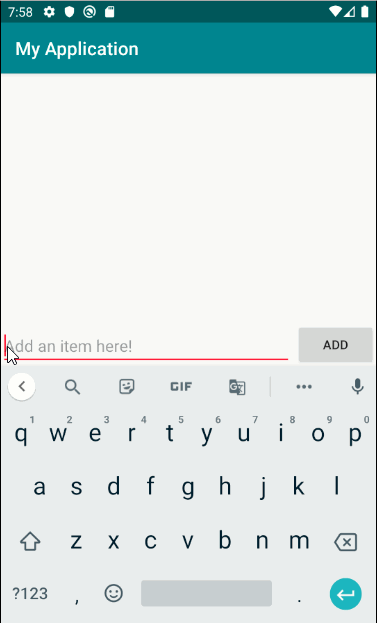 7:58
My Application
Add an item here!
ADD
GIF
1 2 3 4 5 6 7 8 9 0
q w e r t y u i o p
a s d f g h j k l
z x c v b n m
?123 , .